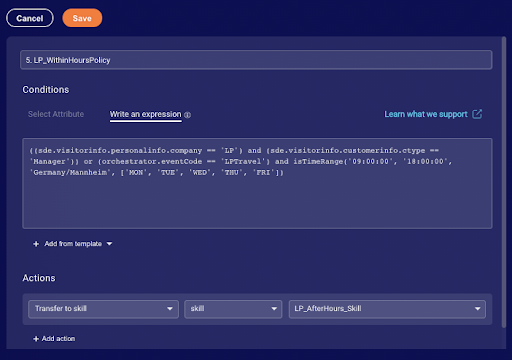 Cancel Save
5. LP_WithinHoursPolicy
Conditions
Select Attribute Write an expression Learn what we support
((sde.visitorinfo.personalinfo.company == 'LP') and (sde.visitorinfo.customerinfo.ctype ==
'Manager')) or (orchestrator.eventCode == 'LPTravel') and isTimeRange('09:00:00', '18:00:00',
'Germany/Mannheim', ['MON', 'TUE', 'WED', 'THU', 'FRI'])
+ Add from template
Actions
Transfer to skill skill LP_AfterHours_Skill
+ Add action